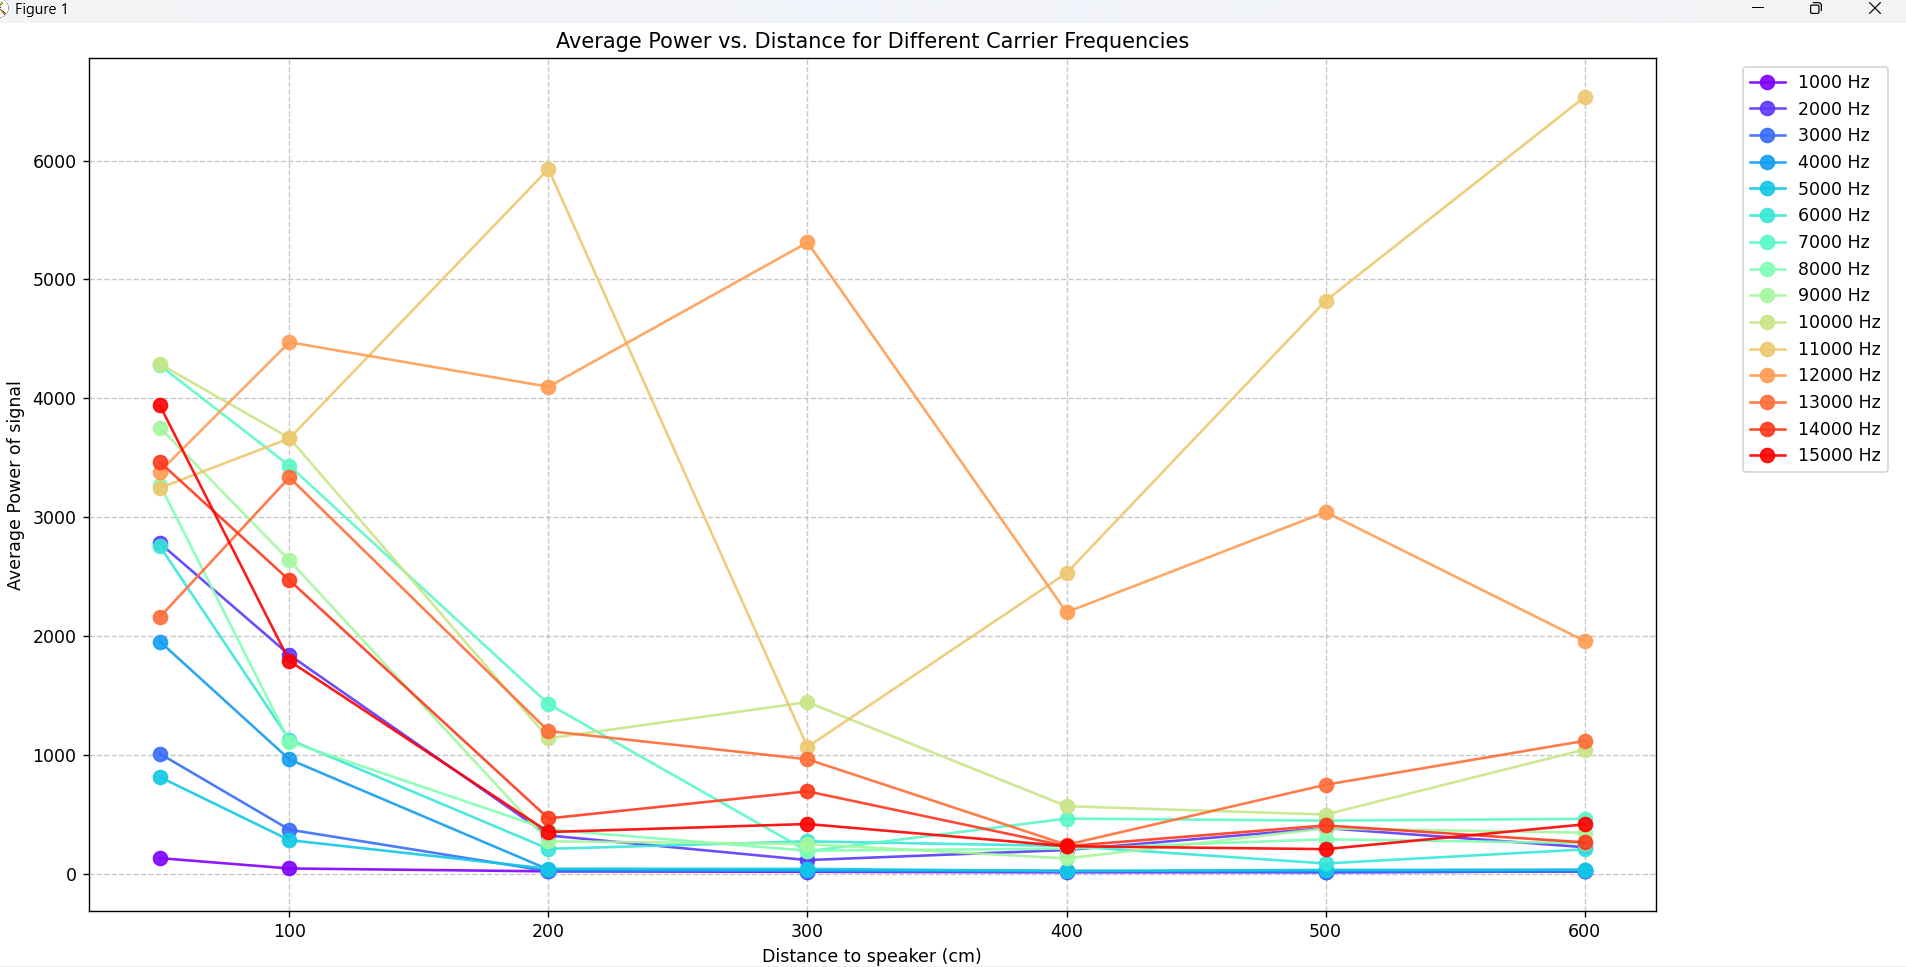 Figure 1
Average Power vs. Distance for Different Carrier Frequencies
6000
5000
4000
3000
2000
1000
0
Average Power of signal
100 200 300 400 500 600
Distance to speaker (cm)
1000 Hz
2000 Hz
3000 Hz
4000 Hz
5000 Hz
6000 Hz
7000 Hz
8000 Hz
9000 Hz
10000 Hz
11000 Hz
12000 Hz
13000 Hz
14000 Hz
15000 Hz